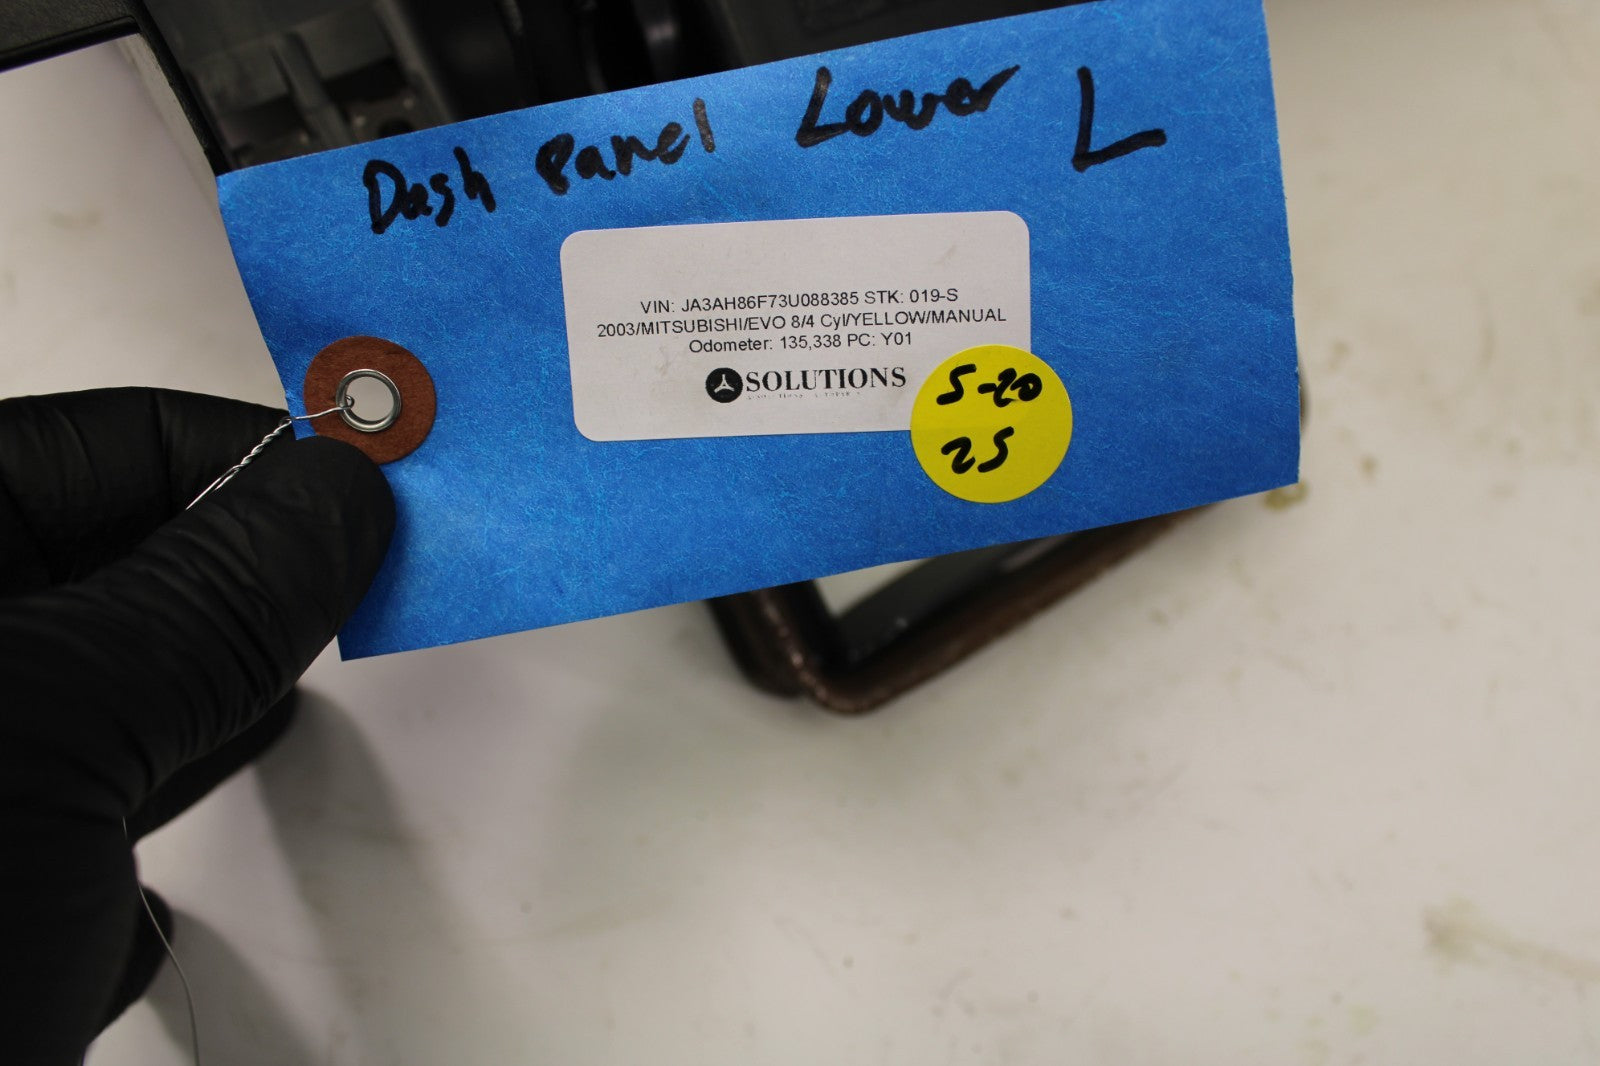 Dash Panel Lower L
VIN: JA3AH86F73U088385 STK: 019-S
2003/MITSUBISHI/EVO 8/4 Cyl/YELLOW/MANUAL
Odometer: 135,338 PC: Y01
SOLUTIONS
5-20
25